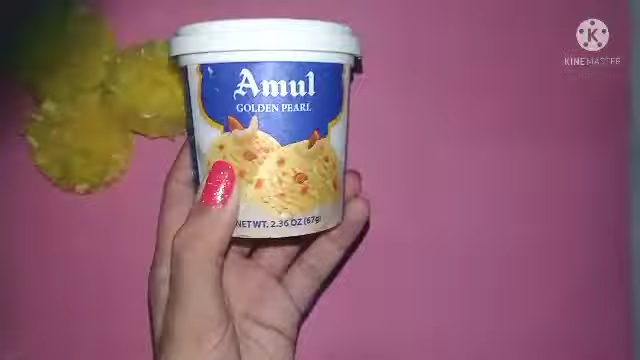 Amul
GOLDEN PEARL
NET WT. 2.36 OZ (67g)
K
KINEMASTER